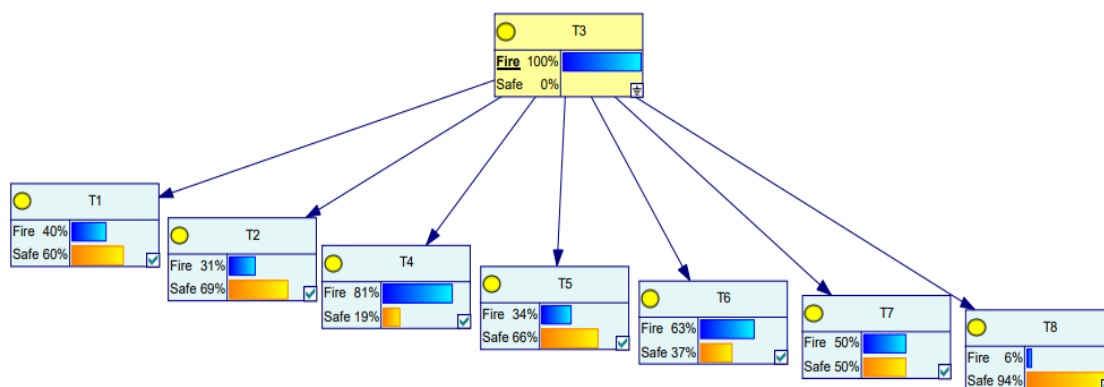 T3
Fire 100%
Safe 0%
T1
Fire 40%
Safe 60%
T2
Fire 31%
Safe 69%
T4
Fire 81%
Safe 19%
T5
Fire 34%
Safe 66%
T6
Fire 63%
Safe 37%
T7
Fire 50%
Safe 50%
T8
Fire 6%
Safe 94%